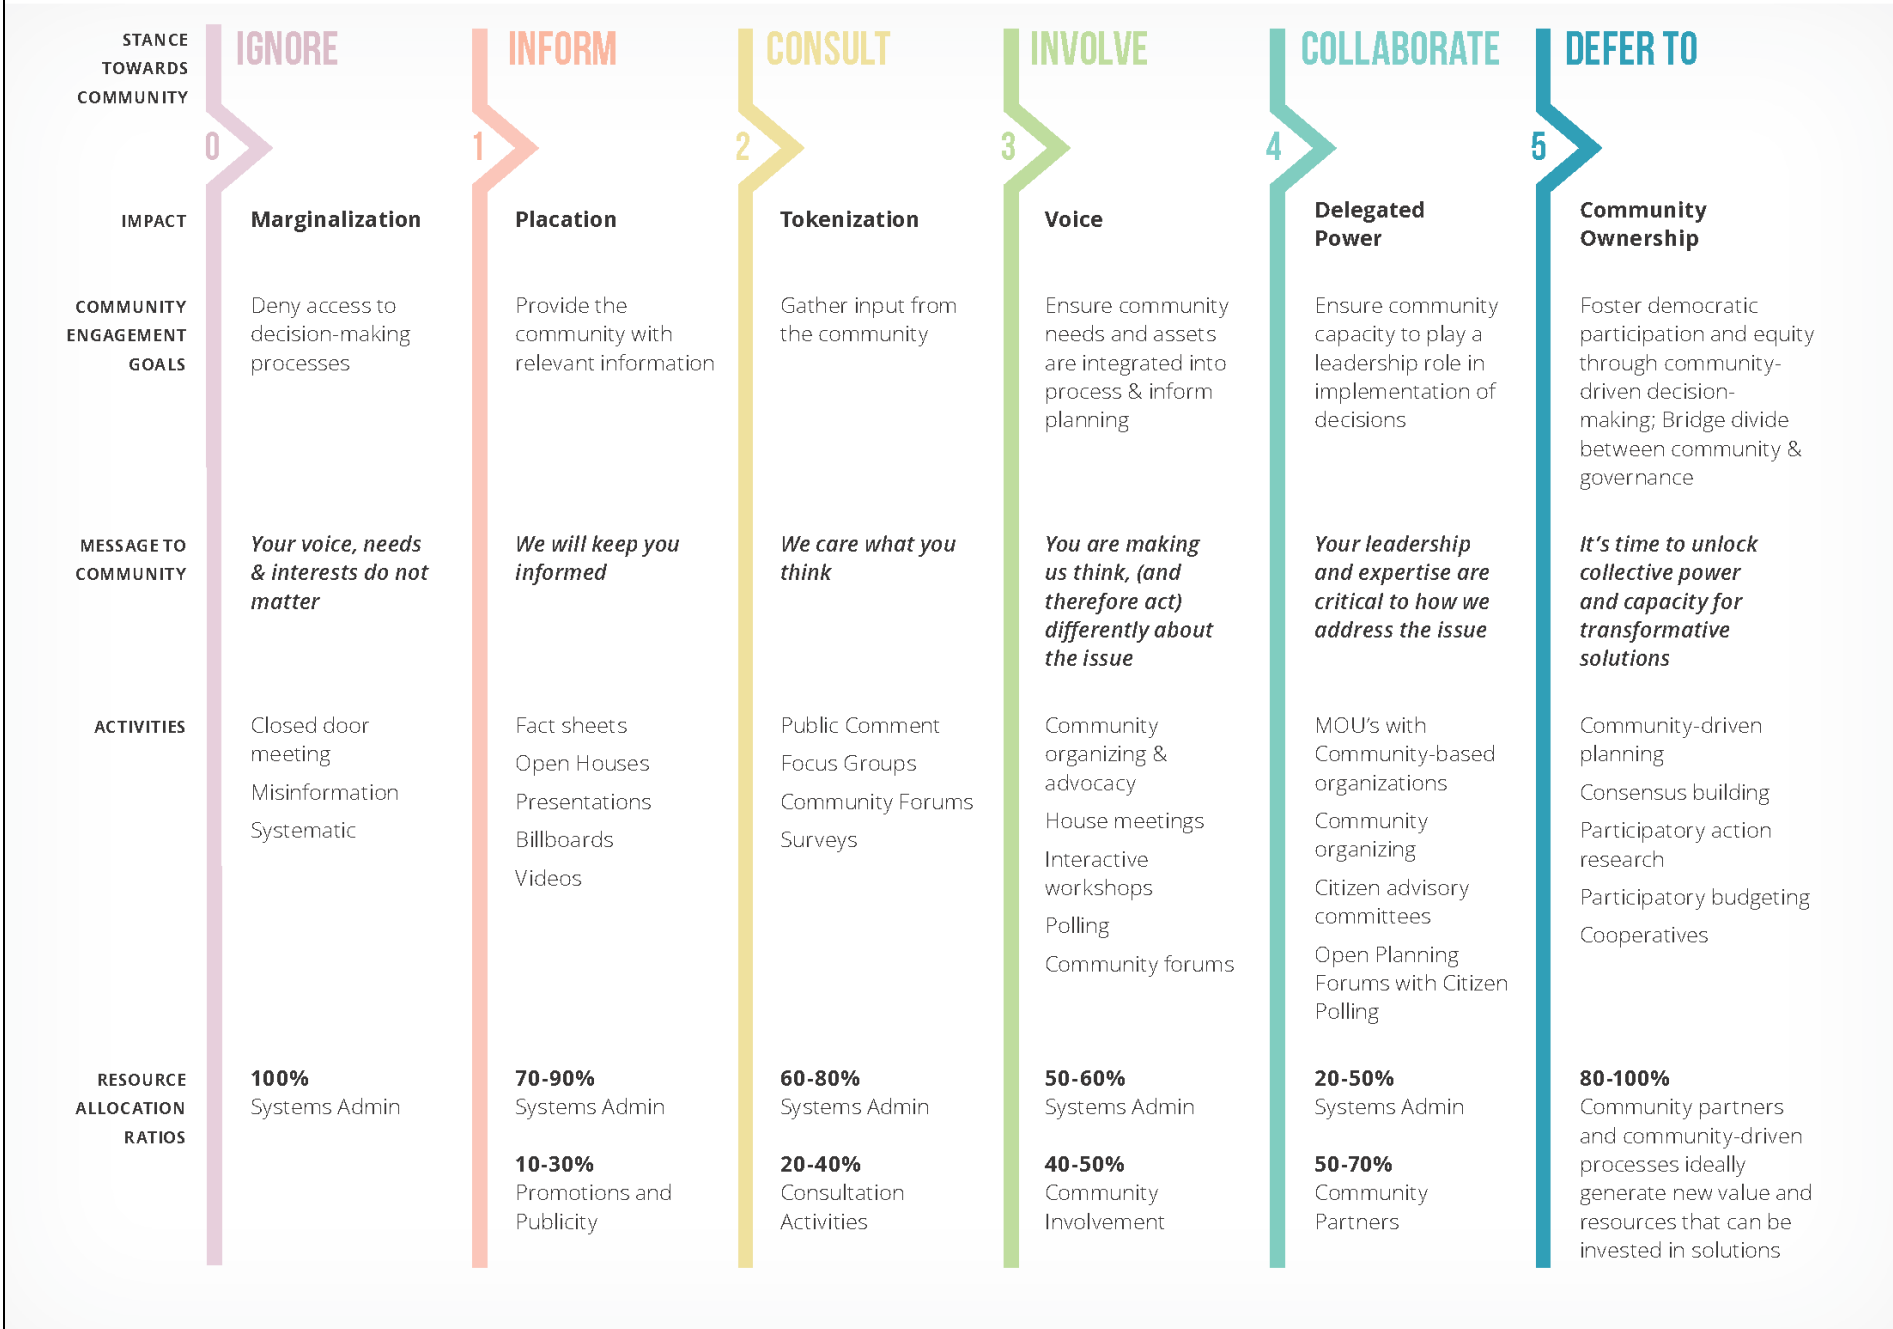 STANCE
TOWARDS
COMMUNITY
IGNORE
INFORM
CONSULT
INVOLVE
COLLABORATE
DEFER TO
0
1
2
3
4
5
IMPACT
Marginalization
Placation
Tokenization
Voice
Delegated
Power
Community
Ownership
COMMUNITY
ENGAGEMENT
GOALS
Deny access to
decision-making
processes
Provide the
community with
relevant information
Gather input from
the community
Ensure community
needs and assets
are integrated into
process & inform
planning
Ensure community
capacity to play a
leadership role in
implementation of
decisions
Foster democratic
participation and equity
through community-
driven decision-
making; Bridge divide
between community &
governance
MESSAGE TO
COMMUNITY
Your voice, needs
& interests do not
matter
We will keep you
informed
We care what you
think
You are making
us think, (and
therefore act)
differently about
the issue
Your leadership
and expertise are
critical to how we
address the issue
It's time to unlock
collective power
and capacity for
transformative
solutions
ACTIVITIES
Closed door
meeting
Misinformation
Systematic
Fact sheets
Open Houses
Presentations
Billboards
Videos
Public Comment
Focus Groups
Community Forums
Surveys
Community
organizing &
advocacy
House meetings
Interactive
workshops
Polling
Community forums
MOU's with
Community-based
organizations
Community
organizing
Citizen advisory
committees
Open Planning
Forums with Citizen
Polling
Community-driven
planning
Consensus building
Participatory action
research
Participatory budgeting
Cooperatives
RESOURCE
ALLOCATION
RATIOS
100%
Systems Admin
70-90%
Systems Admin
10-30%
Promotions and
Publicity
60-80%
Systems Admin
20-40%
Consultation
Activities
50-60%
Systems Admin
40-50%
Community
Involvement
20-50%
Systems Admin
50-70%
Community
Partners
80-100%
Community partners
and community-driven
processes ideally
generate new value and
resources that can be
invested in solutions